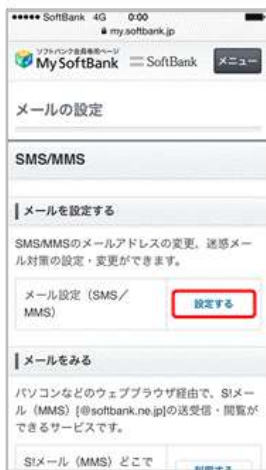 SoftBank 4G 0:00
my.softbank.jp
ソフトバンク会員専用ページ
My SoftBank SoftBank メニュー
メールの設定
SMS/MMS
メールを設定する
SMS/MMSのメールアドレスの変更、迷惑メー
ル対策の設定・変更ができます。
メール設定（SMS/
MMS） 設定する
メールをみる
パソコンなどのウェブブラウザ経由で、S!メー
ル（MMS）[@softbank.ne.jp]の送受信・閲覧が
できるサービスです。
S!メール（MMS）どこで
利用する